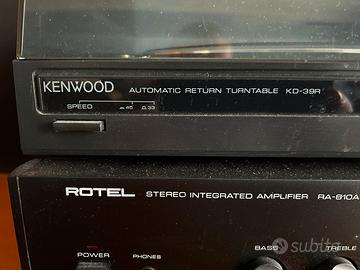 KENWOOD AUTOMATIC RETURN TURNTABLE KD-39R
SPEED 45 33
ROTEL STEREO INTEGRATED AMPLIFIER RA-810A
POWER PHONES BASS TREBLE
subito